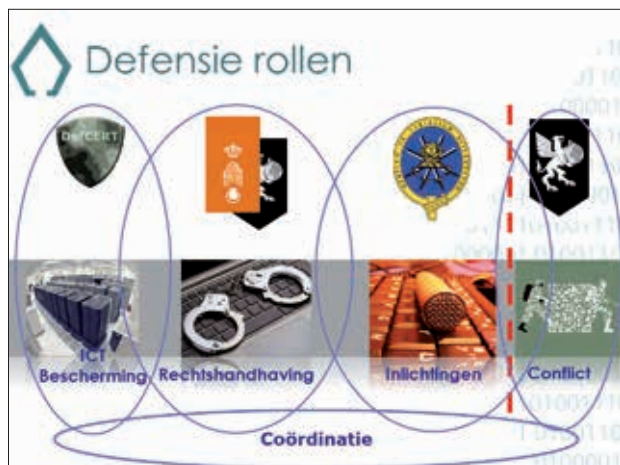 Defensie rollen
DefCERT
ICT
Bescherming
Rechtshandhaving
Inlichtingen
Conflict
Coördinatie